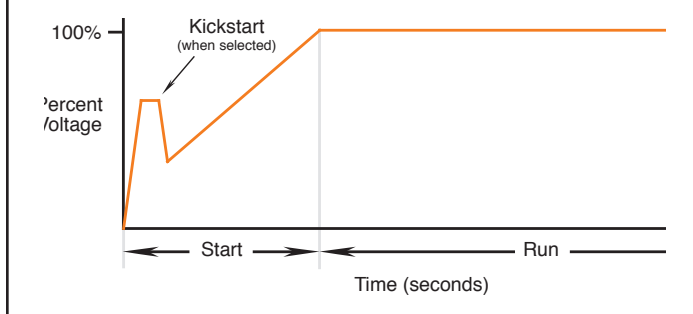 Kickstart
(when selected)
100%
Percent
Voltage
Start
Run
Time (seconds)